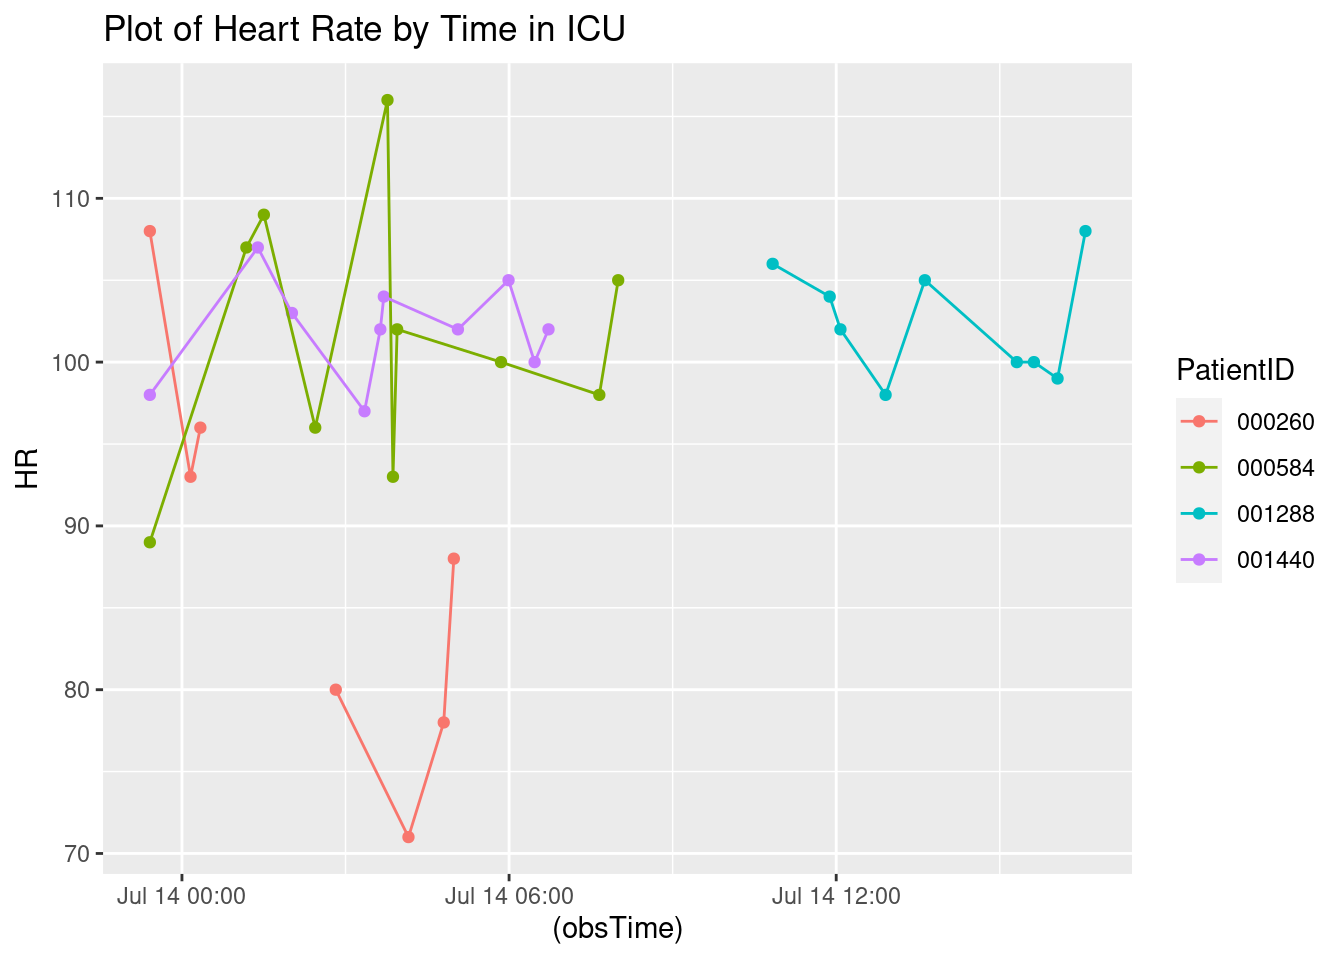 Plot of Heart Rate by Time in ICU
110
100
90
80
70
HR
Jul 14 00:00
Jul 14 06:00
Jul 14 12:00
(obsTime)
PatientID
000260
000584
001288
001440